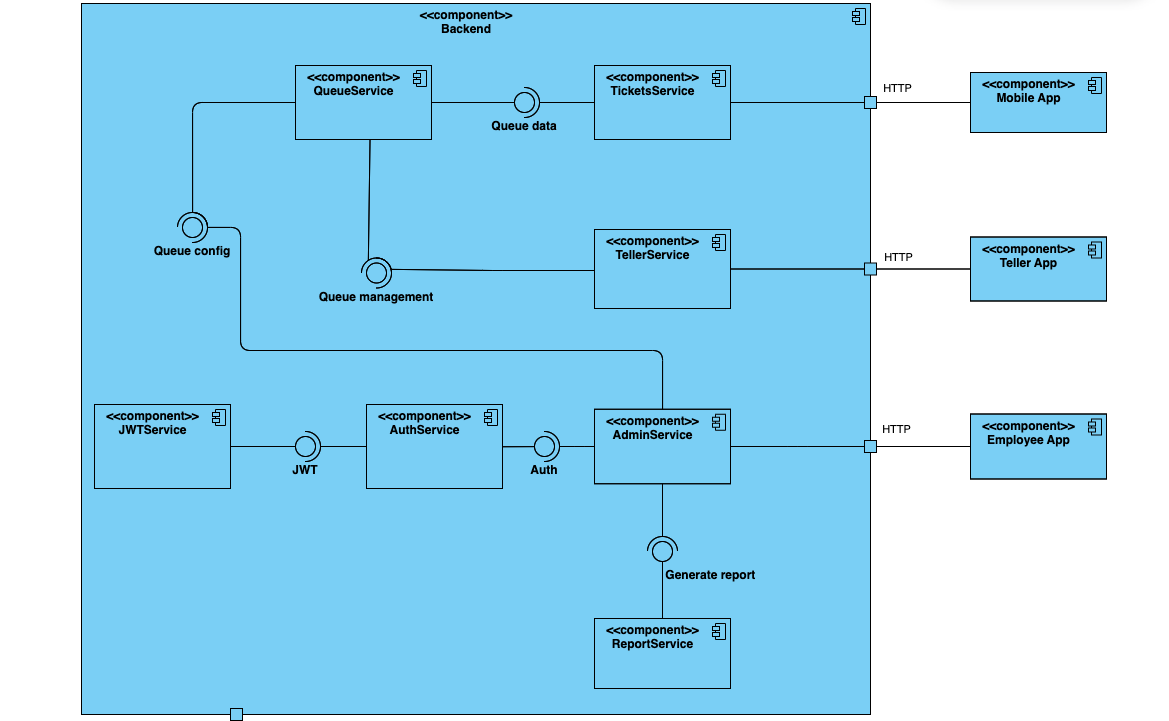 <<component>>
Backend
<<component>>
QueueService
Queue data
<<component>>
TicketsService
HTTP
<<component>>
Mobile App
Queue config
Queue management
<<component>>
TellerService
HTTP
<<component>>
Teller App
<<component>>
JWTService
JWT
<<component>>
AuthService
Auth
<<component>>
AdminService
HTTP
<<component>>
Employee App
Generate report
<<component>>
ReportService